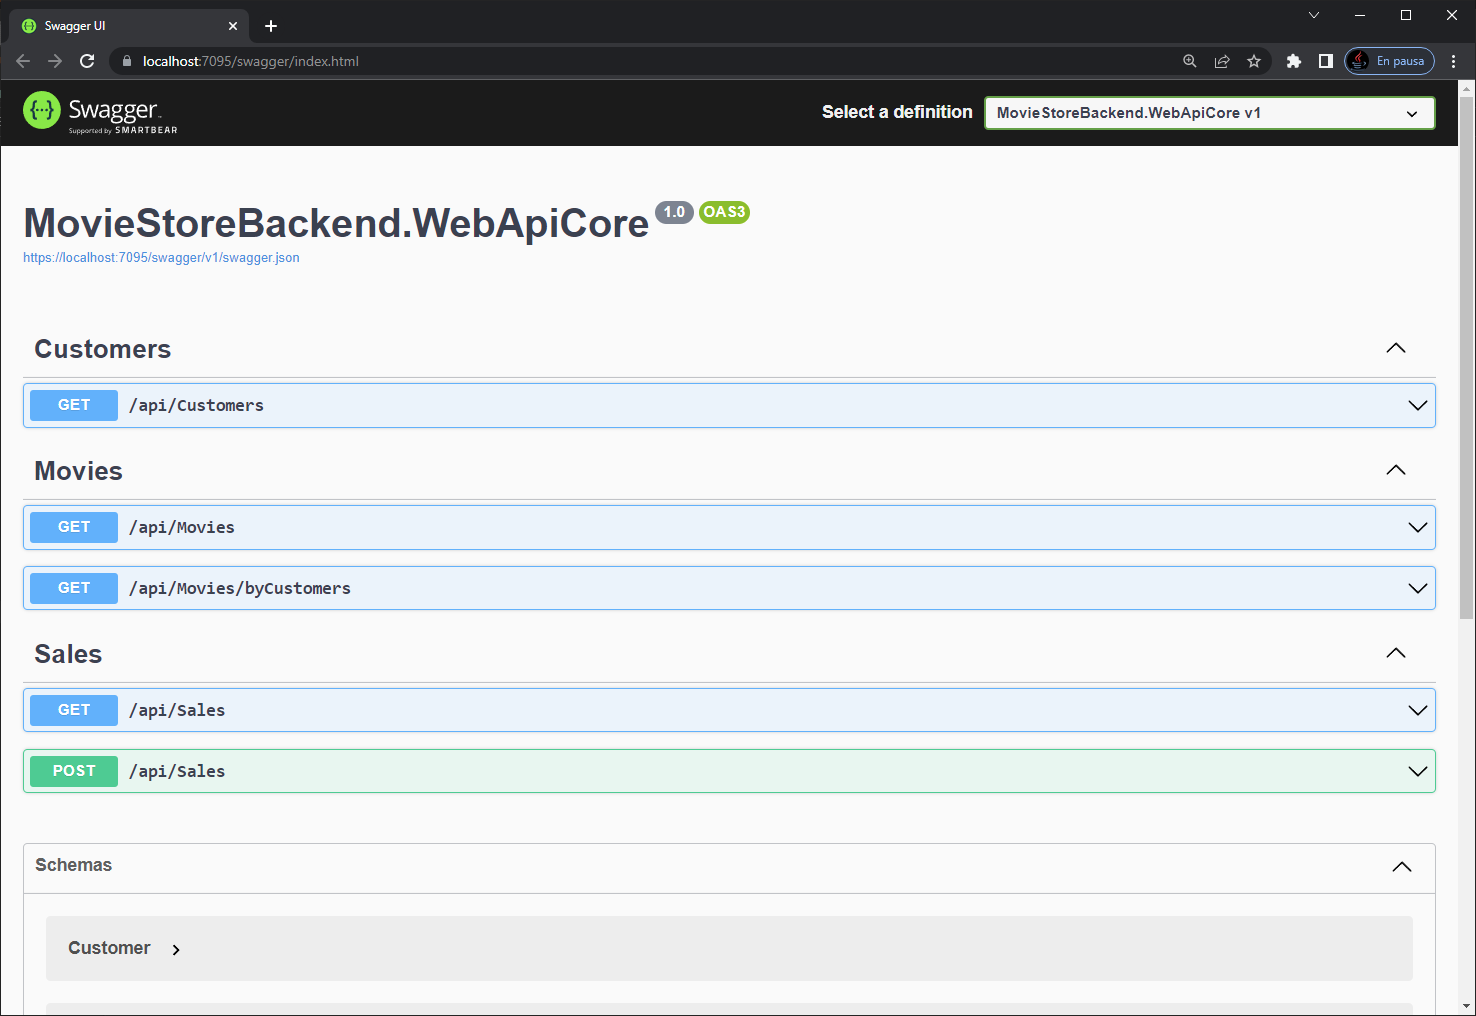 Swagger UI
localhost:7095/swagger/index.html
En pausa
Swagger
Supported by SMARTBEAR
Select a definition
MovieStoreBackend.WebApiCore v1
MovieStoreBackend.WebApiCore 1.0 OAS3
https://localhost:7095/swagger/v1/swagger.json
Customers
GET /api/Customers
Movies
GET /api/Movies
GET /api/Movies/byCustomers
Sales
GET /api/Sales
POST /api/Sales
Schemas
Customer